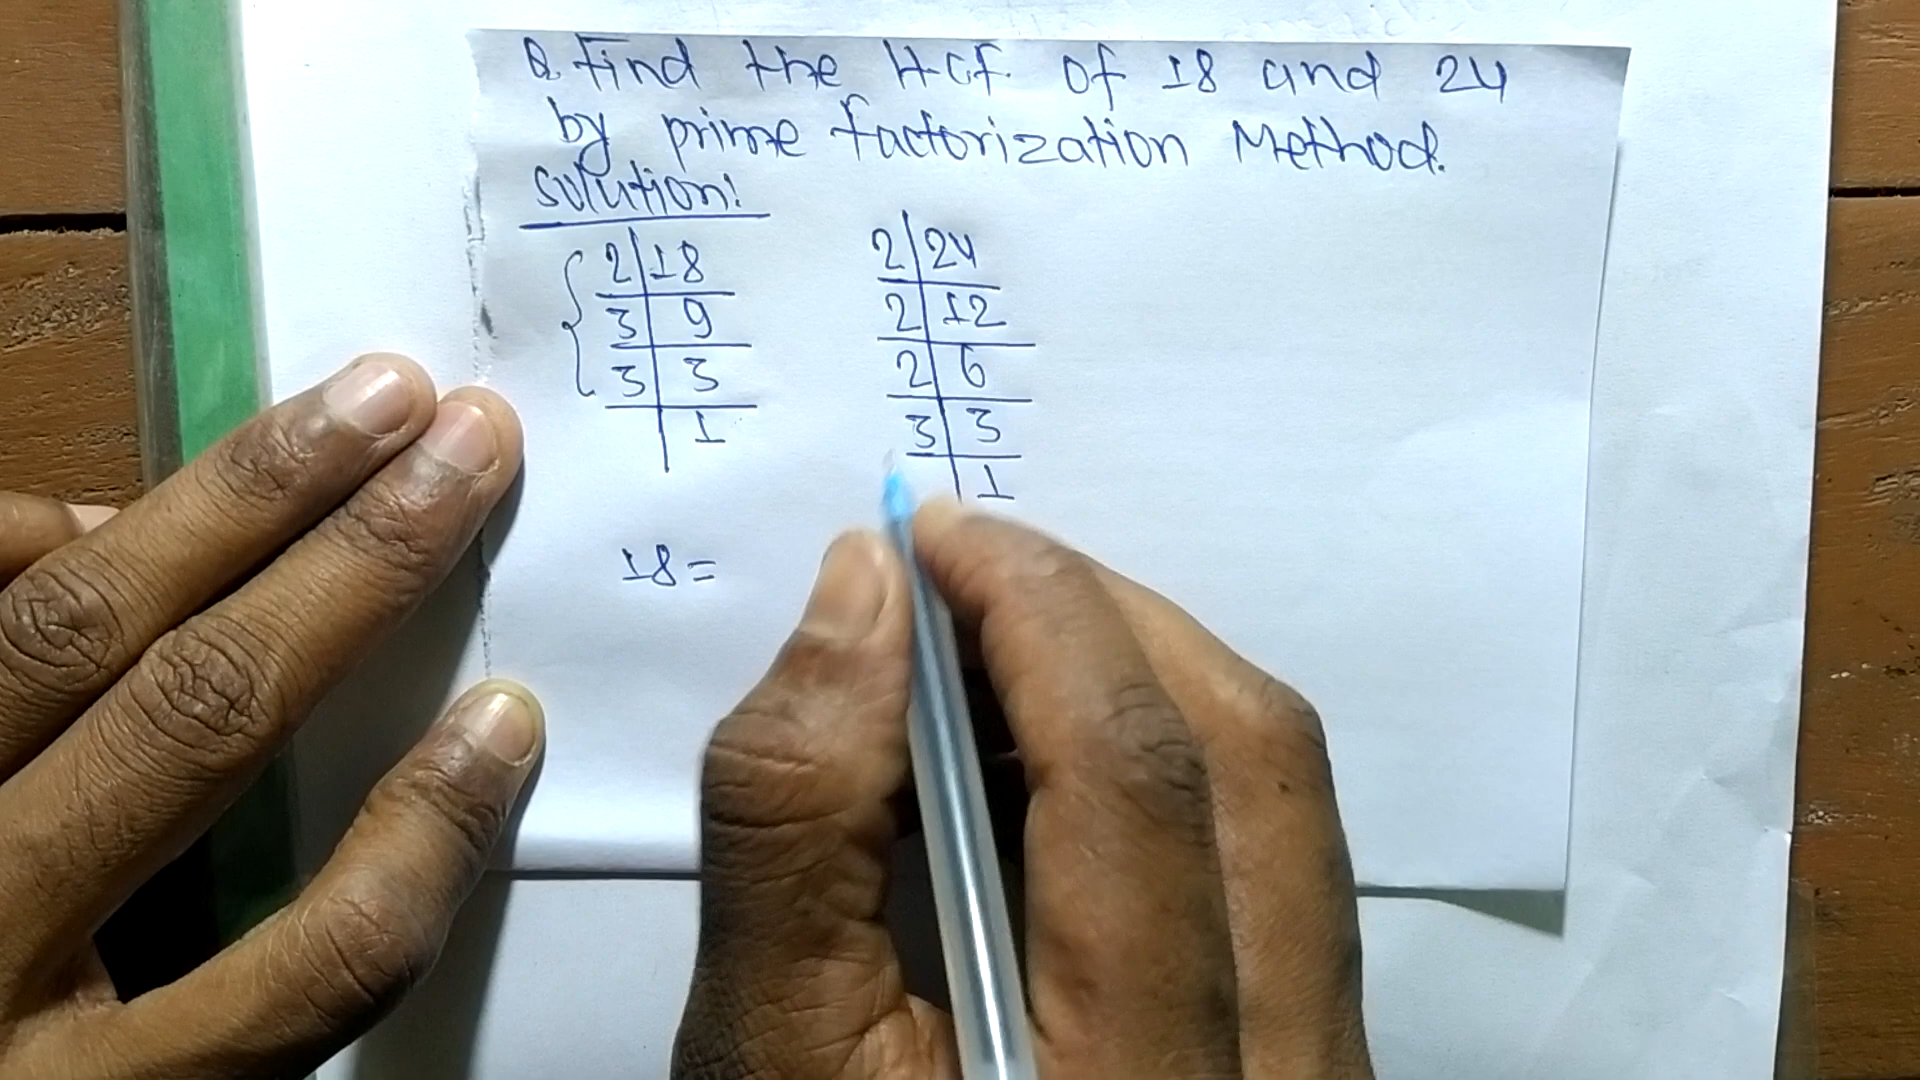 Q. Find the H.C.F. of 18 and 24
by prime factorization Method.
Solution:
2 | 18
3 | 9
3 | 3
1
2 | 24
2 | 12
2 | 6
3 | 3
1
18 =